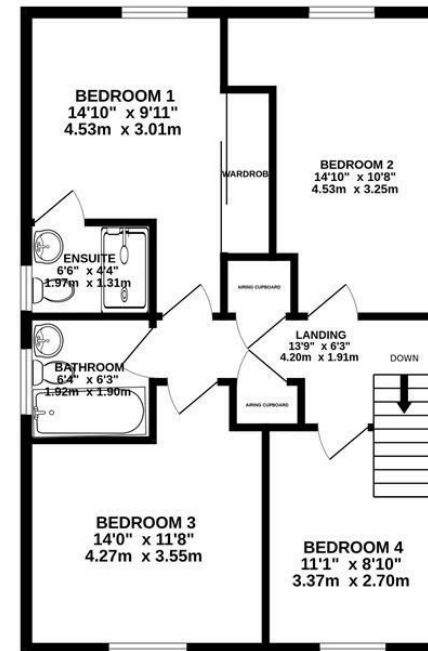 BEDROOM 1
14'10" x 9'11"
4.53m x 3.01m
BEDROOM 2
14'10" x 10'8"
4.53m x 3.25m
WARDROB
ENSUITE
6'6" x 4'4"
1.97m x 1.31m
AIRING CUPBOARD
LANDING
13'9" x 6'3"
4.20m x 1.91m
DOWN
BATHROOM
6'4" x 6'3"
1.92m x 1.90m
AIRING CUPBOARD
BEDROOM 3
14'0" x 11'8"
4.27m x 3.55m
BEDROOM 4
11'1" x 8'10"
3.37m x 2.70m